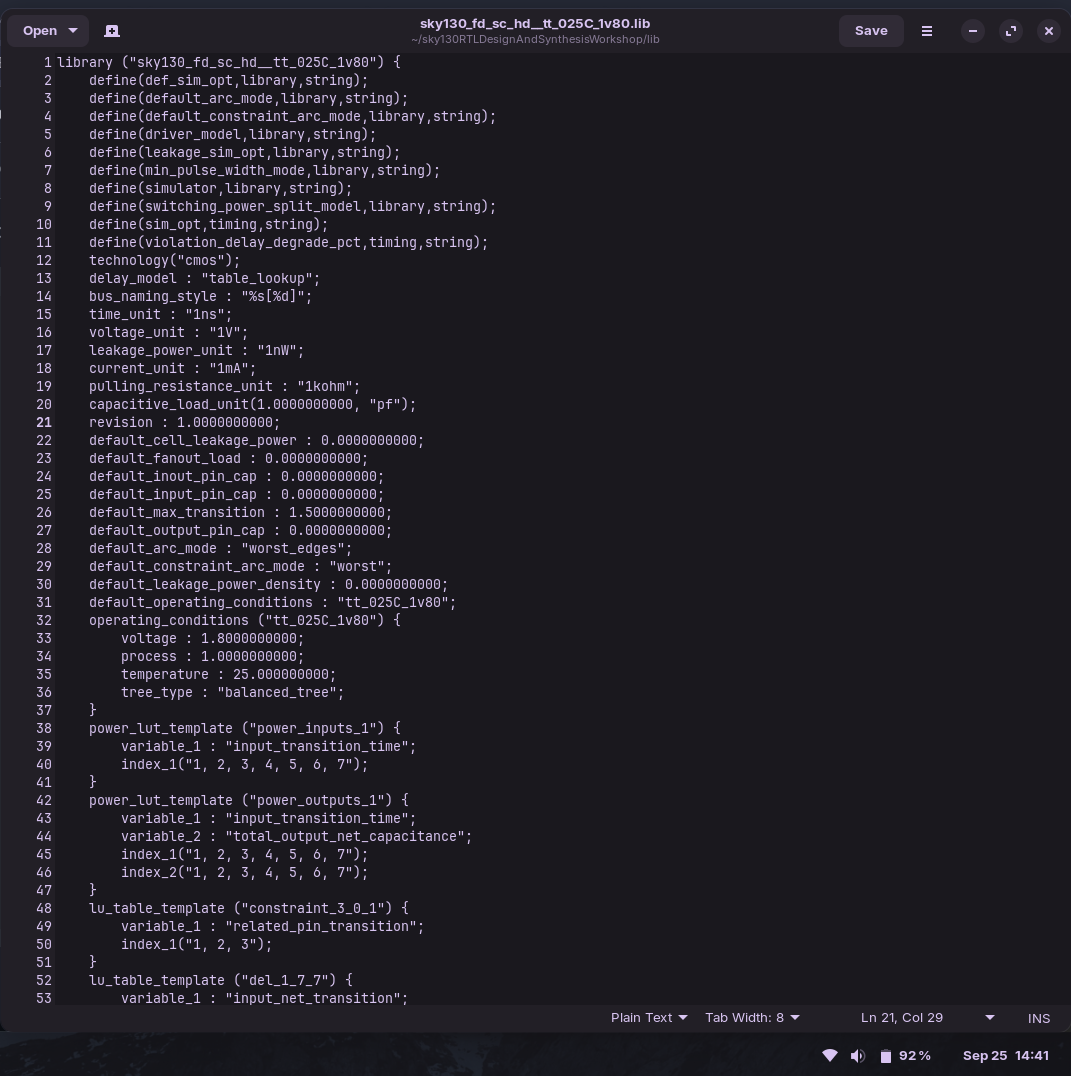 Open
sky130_fd_sc_hd__tt_025C_1v80.lib
~/sky130RTLDesignAndSynthesisWorkshop/lib
Save
1 library ("sky130_fd_sc_hd__tt_025C_1v80") {
2     define(def_sim_opt,library,string);
3     define(default_arc_mode,library,string);
4     define(default_constraint_arc_mode,library,string);
5     define(driver_model,library,string);
6     define(leakage_sim_opt,library,string);
7     define(min_pulse_width_mode,library,string);
8     define(simulator,library,string);
9     define(switching_power_split_model,library,string);
10     define(sim_opt,timing,string);
11     define(violation_delay_degrade_pct,timing,string);
12     technology("cmos");
13     delay_model : "table_lookup";
14     bus_naming_style : "%s[%d]";
15     time_unit : "1ns";
16     voltage_unit : "1V";
17     leakage_power_unit : "1nW";
18     current_unit : "1mA";
19     pulling_resistance_unit : "1kohm";
20     capacitive_load_unit(1.0000000000, "pf");
21     revision : 1.0000000000;
22     default_cell_leakage_power : 0.0000000000;
23     default_fanout_load : 0.0000000000;
24     default_inout_pin_cap : 0.0000000000;
25     default_input_pin_cap : 0.0000000000;
26     default_max_transition : 1.5000000000;
27     default_output_pin_cap : 0.0000000000;
28     default_arc_mode : "worst_edges";
29     default_constraint_arc_mode : "worst";
30     default_leakage_power_density : 0.0000000000;
31     default_operating_conditions : "tt_025C_1v80";
32     operating_conditions ("tt_025C_1v80") {
33         voltage : 1.8000000000;
34         process : 1.0000000000;
35         temperature : 25.000000000;
36         tree_type : "balanced_tree";
37     }
38     power_lut_template ("power_inputs_1") {
39         variable_1 : "input_transition_time";
40         index_1("1, 2, 3, 4, 5, 6, 7");
41     }
42     power_lut_template ("power_outputs_1") {
43         variable_1 : "input_transition_time";
44         variable_2 : "total_output_net_capacitance";
45         index_1("1, 2, 3, 4, 5, 6, 7");
46         index_2("1, 2, 3, 4, 5, 6, 7");
47     }
48     lu_table_template ("constraint_3_0_1") {
49         variable_1 : "related_pin_transition";
50         index_1("1, 2, 3");
51     }
52     lu_table_template ("del_1_7_7") {
53         variable_1 : "input_net_transition";
Plain Text
Tab Width: 8
Ln 21, Col 29
INS
92 %
Sep 25 14:41